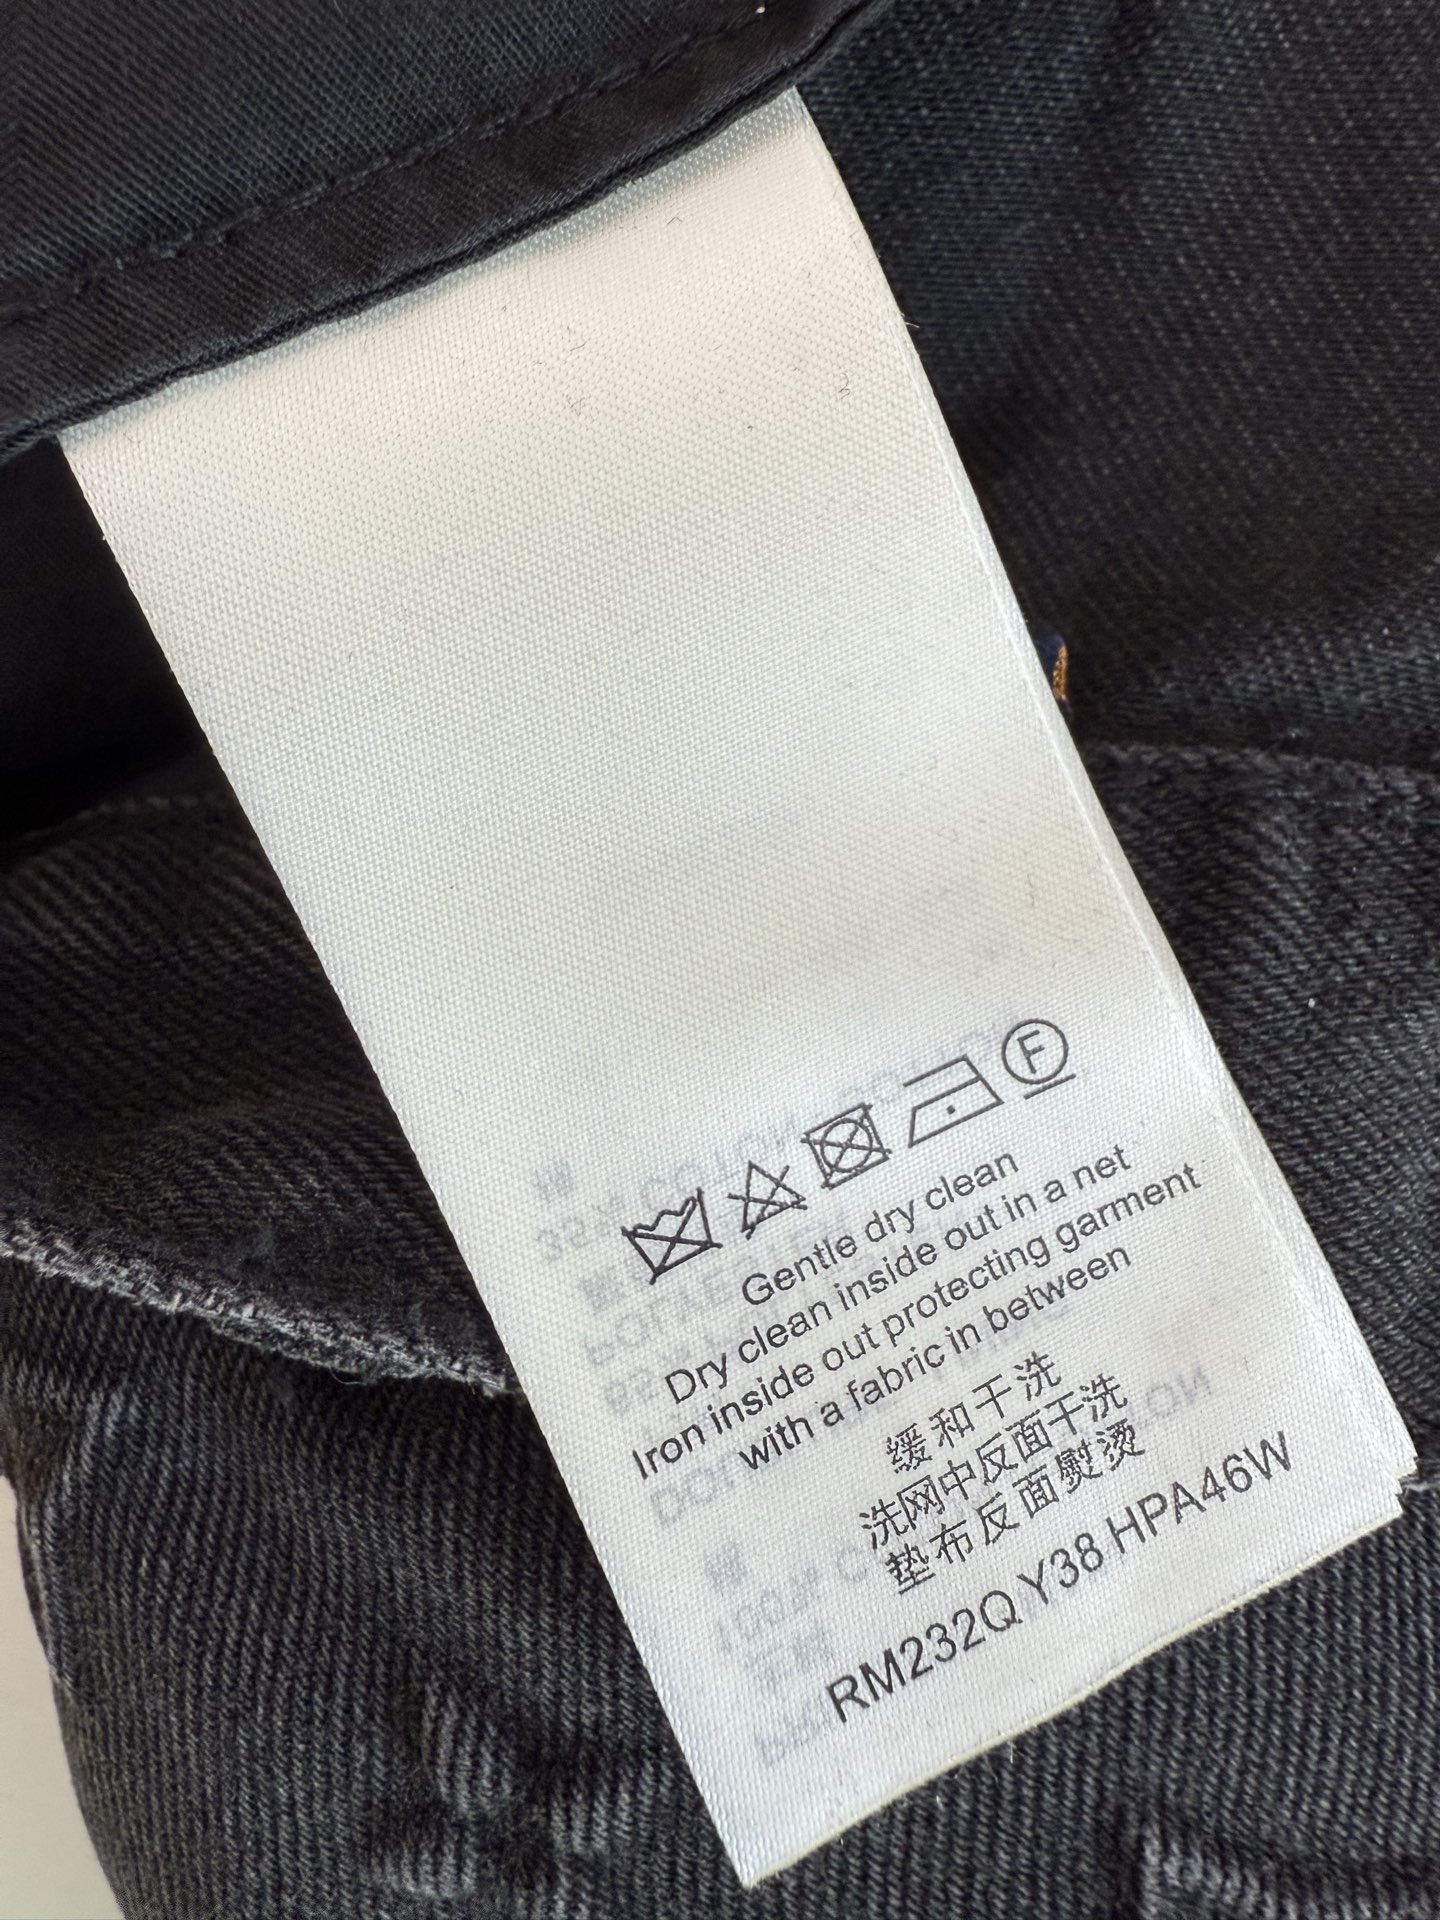 F
Gentle dry clean
Dry clean inside out in a net
Iron inside out protecting garment
with a fabric in between
缓和干洗
洗网中反面干洗
垫布反面熨烫
RM232Q Y38 HPA46W